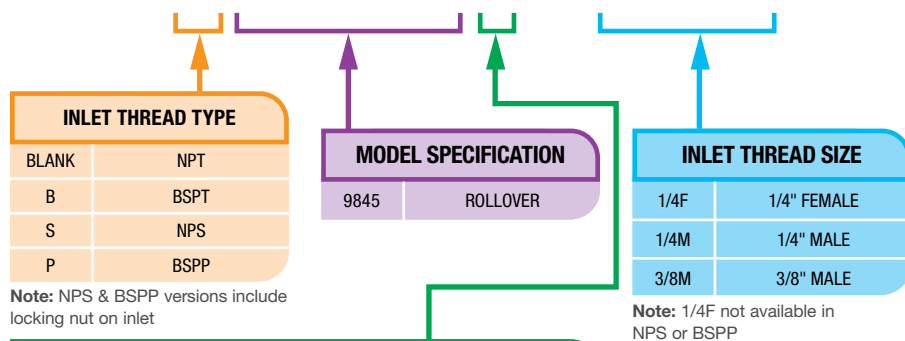 INLET THREAD TYPE
BLANK NPT
B BSPT
S NPS
P BSPP
Note: NPS & BSPP versions include
locking nut on inlet
MODEL SPECIFICATION
9845 ROLLOVER
INLET THREAD SIZE
1/4F 1/4" FEMALE
1/4M 1/4" MALE
3/8M 3/8" MALE
Note: 1/4F not available in
NPS or BSPP